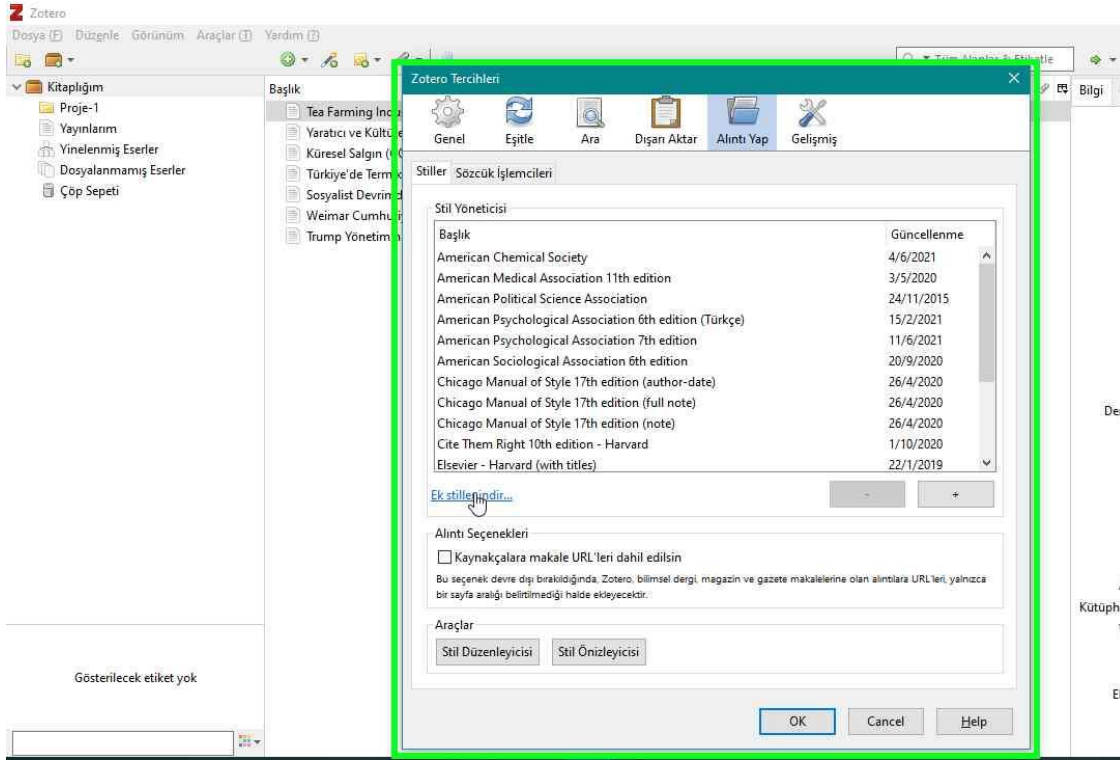 Zotero
Dosya (F) Düzenle Görünüm Araçlar (T) Yardım (?)
Kitaplığım
Proje-1
Yayınlarım
Yinelenmiş Eserler
Dosyalanmamış Eserler
Çöp Sepeti
Gösterilecek etiket yok
Başlık
Tea Farming
Yaratıcı ve
Küresel Salgın
Türkiye'de
Sosyalist
Weimar
Trump
Tüm Alanlar & Etiketle
Zotero Tercihleri
Genel Eşitle Ara Dışarı Aktar Alıntı Yap Gelişmiş
Stiller Sözcük İşlemcileri
Stil Yöneticisi
Başlık Güncellenme
American Chemical Society 4/6/2021
American Medical Association 11th edition 3/5/2020
American Political Science Association 24/11/2015
American Psychological Association 6th edition (Türkçe) 15/2/2021
American Psychological Association 7th edition 11/6/2021
American Sociological Association 6th edition 20/9/2020
Chicago Manual of Style 17th edition (author-date) 26/4/2020
Chicago Manual of Style 17th edition (full note) 26/4/2020
Chicago Manual of Style 17th edition (note) 26/4/2020
Cite Them Right 10th edition - Harvard 1/10/2020
Elsevier - Harvard (with titles) 22/1/2019
Ek stiller indir...
- +
Alıntı Seçenekleri
Kaynakçalara makale URL'leri dahil edilsin
Bu seçenek devre dışı bırakıldığında, Zotero, bilimsel dergi, magazin ve gazete makalelerine olan alıntılara URL'leri, yalnızca
bir sayfa aralığı belirtilmediği halde ekleyecektir.
Araçlar
Stil Düzenleyicisi Stil Önizleyicisi
OK Cancel Help
Bilgi